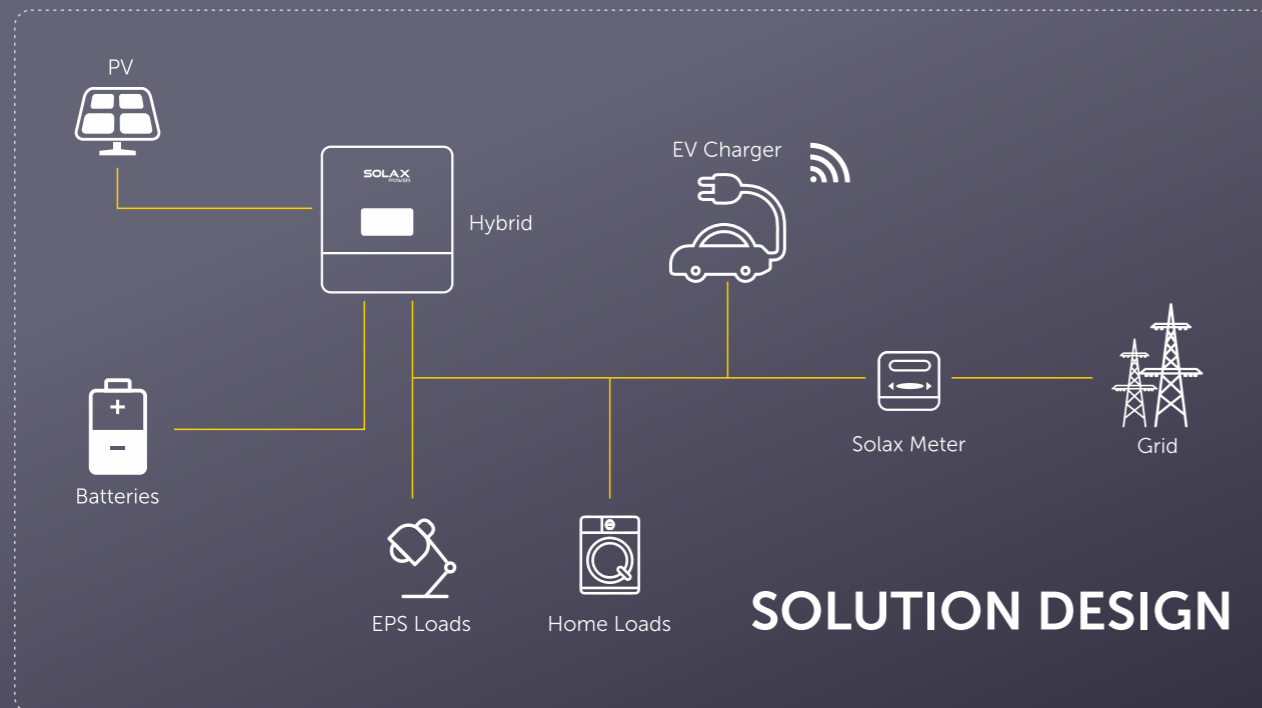 PV
SOLAX
POWER
Hybrid
EV Charger
Batteries
Solax Meter
Grid
EPS Loads
Home Loads
SOLUTION DESIGN